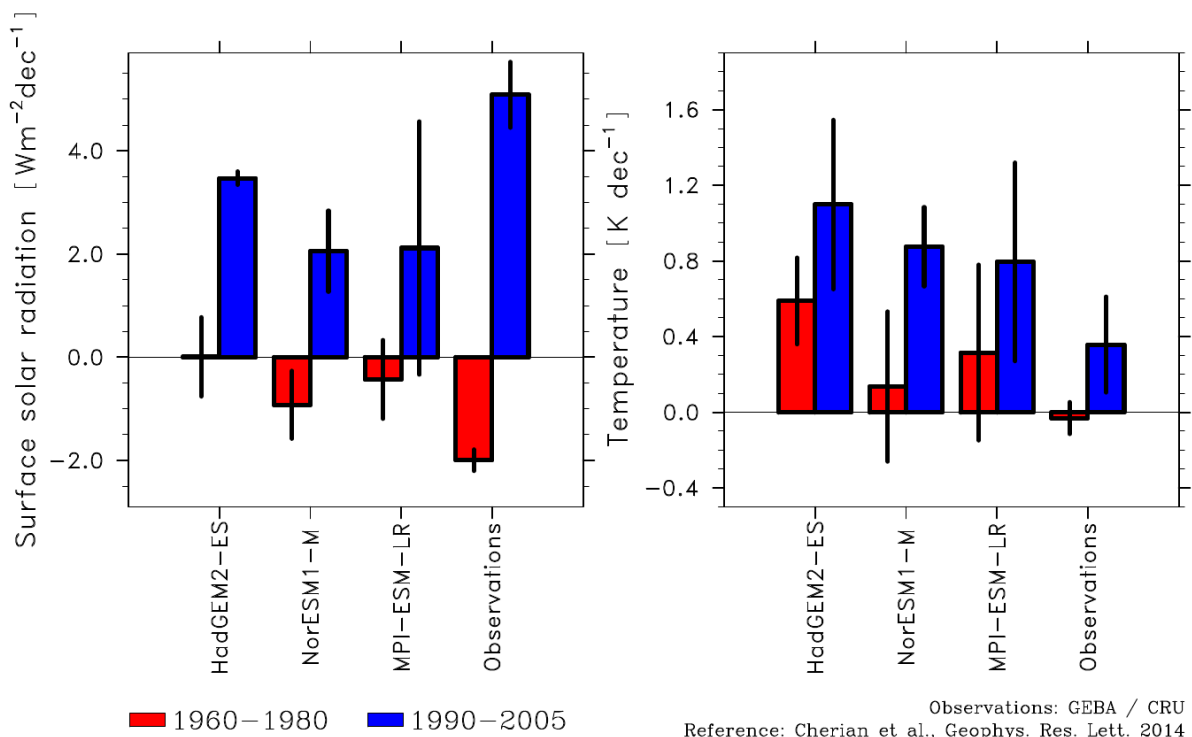 Surface solar radiation [Wm−2dec−1]
4.0
2.0
0.0
−2.0
HadGEM2−ES
NorESM1−M
MPI−ESM−LR
Observations
Temperature [K dec−1]
1.6
1.2
0.8
0.4
0.0
−0.4
HadGEM2−ES
NorESM1−M
MPI−ESM−LR
Observations
1960−1980
1990−2005
Observations: GEBA / CRU
Reference: Cherian et al., Geophys. Res. Lett. 2014